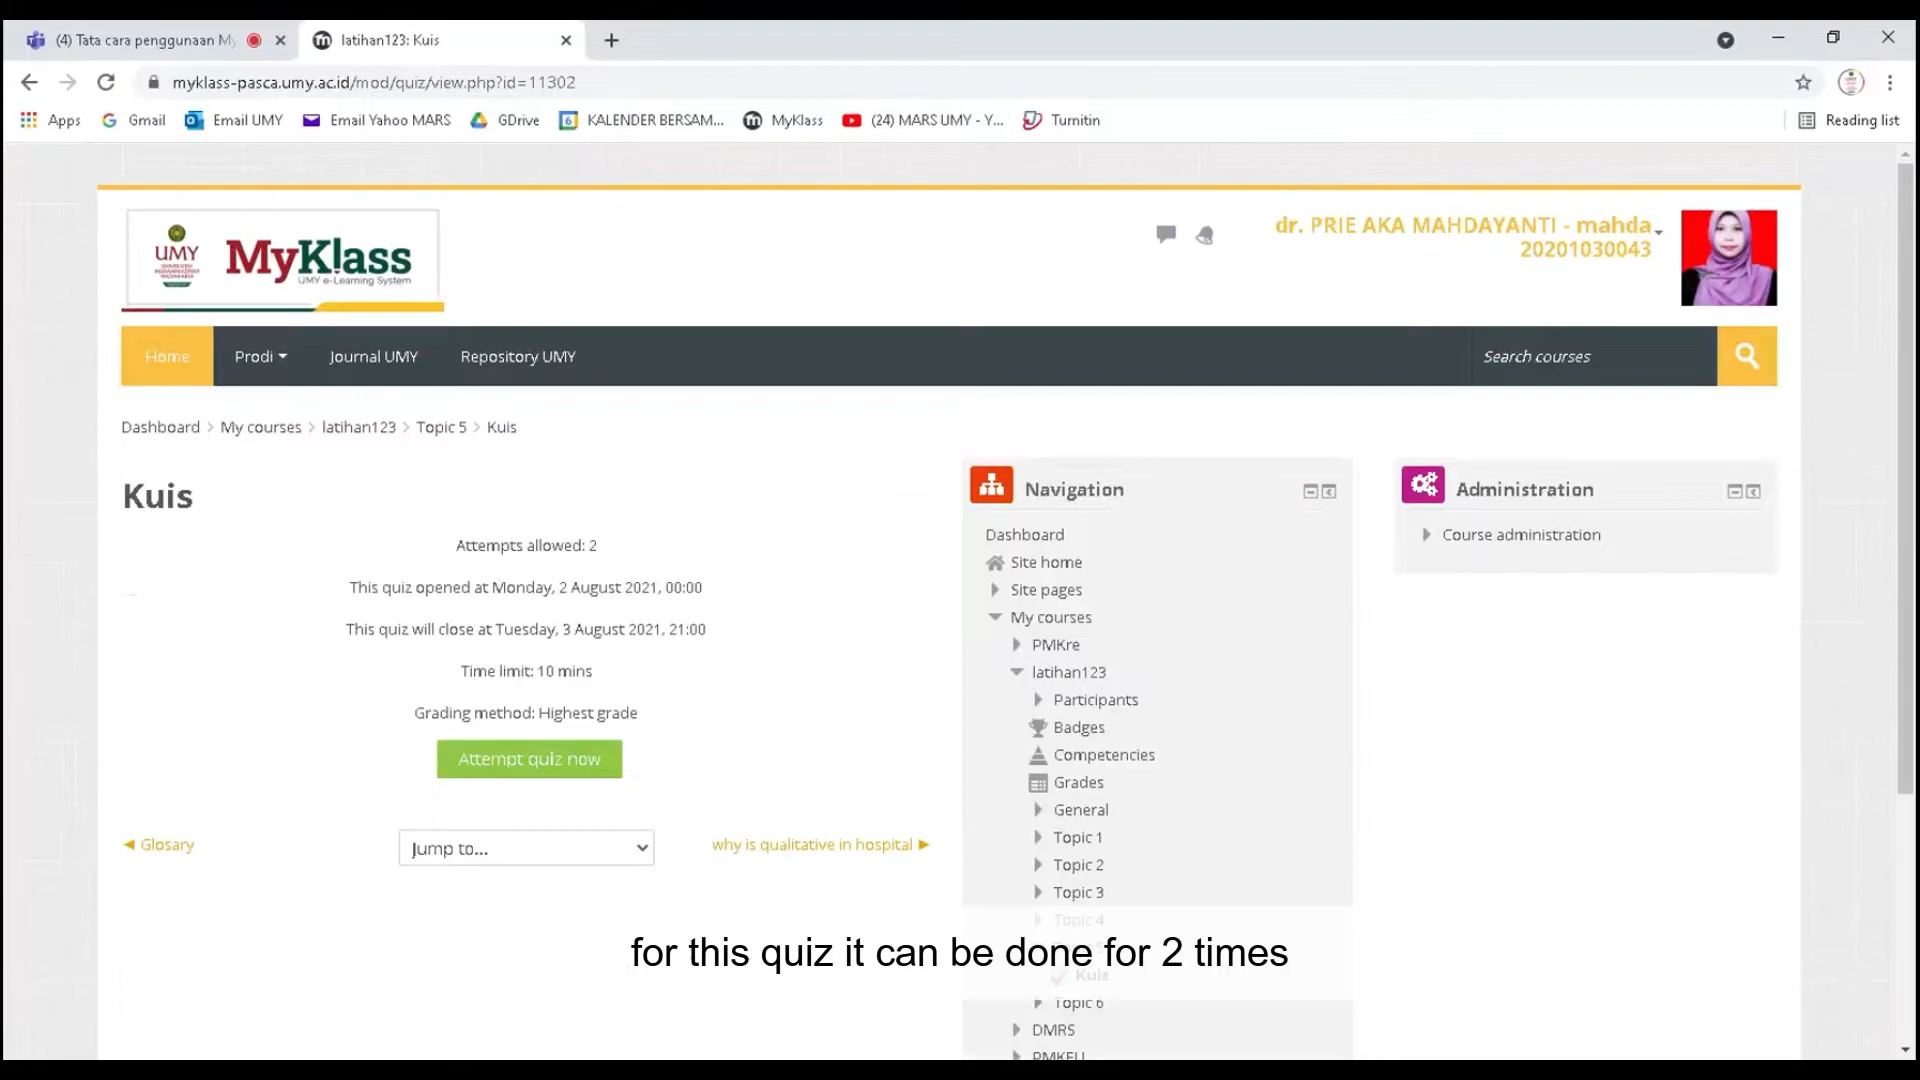 (4) Tata cara penggunaan My
latihan123: Kuis
myklass-pasca.umy.ac.id/mod/quiz/view.php?id=11302
Apps
Gmail
Email UMY
Email Yahoo MARS
GDrive
KALENDER BERSAM...
MyKlass
(24) MARS UMY - Y...
Turnitin
Reading list
UMY
MyKlass
UMY e-Learning System
dr. PRIE AKA MAHDAYANTI - mahda
20201030043
Home
Prodi
Journal UMY
Repository UMY
Search courses
Dashboard
My courses
latihan123
Topic 5
Kuis
Kuis
Attempts allowed: 2
This quiz opened at Monday, 2 August 2021, 00:00
This quiz will close at Tuesday, 3 August 2021, 21:00
Time limit: 10 mins
Grading method: Highest grade
Attempt quiz now
◄ Glosary
Jump to...
why is qualitative in hospital ►
Navigation
Dashboard
Site home
Site pages
My courses
PMKre
latihan123
Participants
Badges
Competencies
Grades
General
Topic 1
Topic 2
Topic 3
Topic 4
Kuis
Topic 6
DMRS
Administration
Course administration
for this quiz it can be done for 2 times